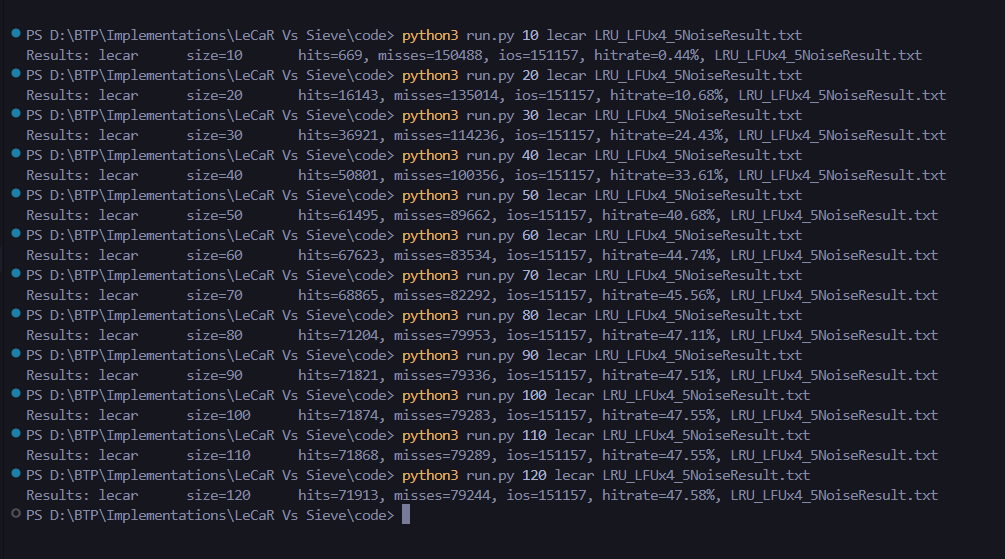 PS D:\BTP\Implementations\LeCaR Vs Sieve\code> python3 run.py 10 lecar LRU_LFUx4_5NoiseResult.txt
Results: lecar size=10 hits=669, misses=150488, ios=151157, hitrate=0.44%, LRU_LFUx4_5NoiseResult.txt
PS D:\BTP\Implementations\LeCaR Vs Sieve\code> python3 run.py 20 lecar LRU_LFUx4_5NoiseResult.txt
Results: lecar size=20 hits=16143, misses=135014, ios=151157, hitrate=10.68%, LRU_LFUx4_5NoiseResult.txt
PS D:\BTP\Implementations\LeCaR Vs Sieve\code> python3 run.py 30 lecar LRU_LFUx4_5NoiseResult.txt
Results: lecar size=30 hits=36921, misses=114236, ios=151157, hitrate=24.43%, LRU_LFUx4_5NoiseResult.txt
PS D:\BTP\Implementations\LeCaR Vs Sieve\code> python3 run.py 40 lecar LRU_LFUx4_5NoiseResult.txt
Results: lecar size=40 hits=50801, misses=100356, ios=151157, hitrate=33.61%, LRU_LFUx4_5NoiseResult.txt
PS D:\BTP\Implementations\LeCaR Vs Sieve\code> python3 run.py 50 lecar LRU_LFUx4_5NoiseResult.txt
Results: lecar size=50 hits=61495, misses=89662, ios=151157, hitrate=40.68%, LRU_LFUx4_5NoiseResult.txt
PS D:\BTP\Implementations\LeCaR Vs Sieve\code> python3 run.py 60 lecar LRU_LFUx4_5NoiseResult.txt
Results: lecar size=60 hits=67623, misses=83534, ios=151157, hitrate=44.74%, LRU_LFUx4_5NoiseResult.txt
PS D:\BTP\Implementations\LeCaR Vs Sieve\code> python3 run.py 70 lecar LRU_LFUx4_5NoiseResult.txt
Results: lecar size=70 hits=68865, misses=82292, ios=151157, hitrate=45.56%, LRU_LFUx4_5NoiseResult.txt
PS D:\BTP\Implementations\LeCaR Vs Sieve\code> python3 run.py 80 lecar LRU_LFUx4_5NoiseResult.txt
Results: lecar size=80 hits=71204, misses=79953, ios=151157, hitrate=47.11%, LRU_LFUx4_5NoiseResult.txt
PS D:\BTP\Implementations\LeCaR Vs Sieve\code> python3 run.py 90 lecar LRU_LFUx4_5NoiseResult.txt
Results: lecar size=90 hits=71821, misses=79336, ios=151157, hitrate=47.51%, LRU_LFUx4_5NoiseResult.txt
PS D:\BTP\Implementations\LeCaR Vs Sieve\code> python3 run.py 100 lecar LRU_LFUx4_5NoiseResult.txt
Results: lecar size=100 hits=71874, misses=79283, ios=151157, hitrate=47.55%, LRU_LFUx4_5NoiseResult.txt
PS D:\BTP\Implementations\LeCaR Vs Sieve\code> python3 run.py 110 lecar LRU_LFUx4_5NoiseResult.txt
Results: lecar size=110 hits=71868, misses=79289, ios=151157, hitrate=47.55%, LRU_LFUx4_5NoiseResult.txt
PS D:\BTP\Implementations\LeCaR Vs Sieve\code> python3 run.py 120 lecar LRU_LFUx4_5NoiseResult.txt
Results: lecar size=120 hits=71913, misses=79244, ios=151157, hitrate=47.58%, LRU_LFUx4_5NoiseResult.txt
PS D:\BTP\Implementations\LeCaR Vs Sieve\code>